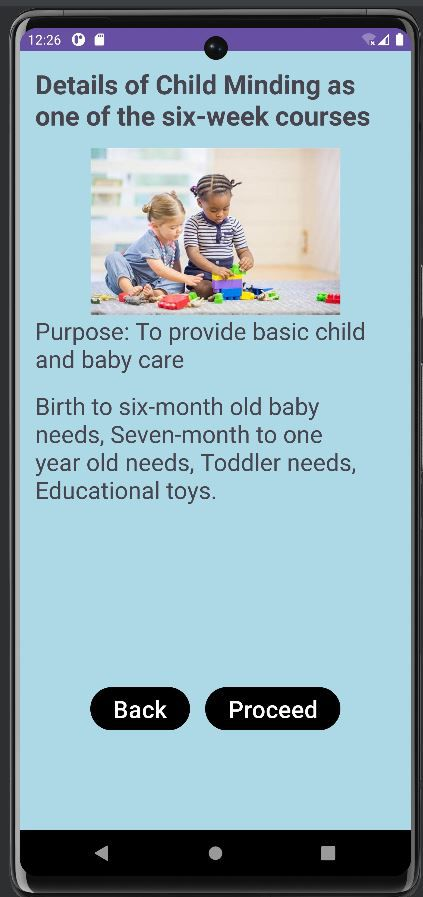 12:26
Details of Child Minding as
one of the six-week courses
Purpose: To provide basic child
and baby care
Birth to six-month old baby
needs, Seven-month to one
year old needs, Toddler needs,
Educational toys.
Back Proceed